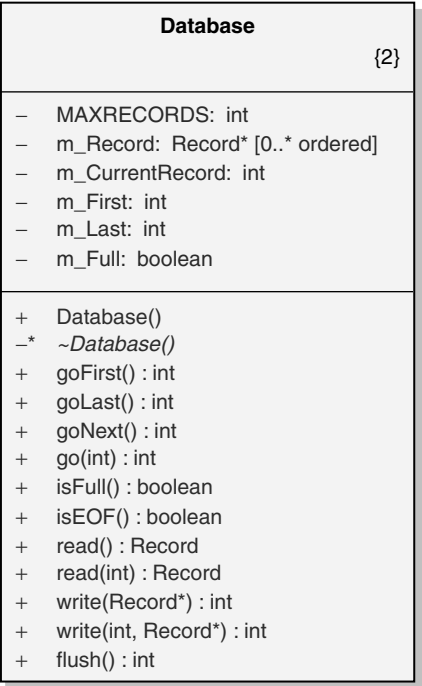 Database
{2}
– MAXRECORDS: int
– m_Record: Record* [0..* ordered]
– m_CurrentRecord: int
– m_First: int
– m_Last: int
– m_Full: boolean
+ Database()
–* ~Database()
+ goFirst() : int
+ goLast() : int
+ goNext() : int
+ go(int) : int
+ isFull() : boolean
+ isEOF() : boolean
+ read() : Record
+ read(int) : Record
+ write(Record*) : int
+ write(int, Record*) : int
+ flush() : int